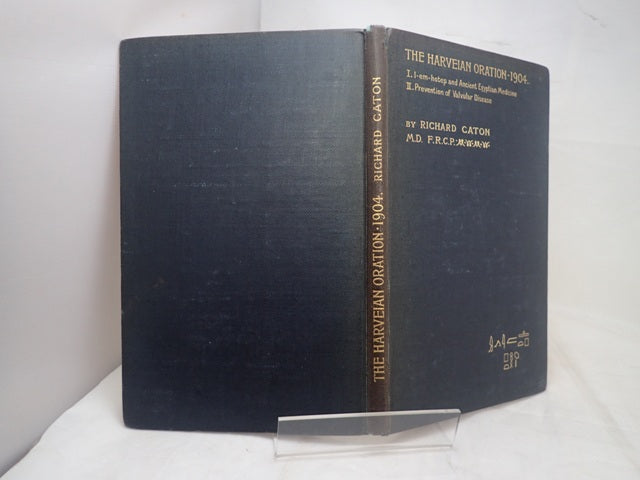 THE HARVEIAN ORATION·1904.
I. I-em-hotep and Ancient Egyptian Medicine
II. Prevention of Valvular Disease
BY RICHARD CATON
M.D. F.R.C.P.
THE HARVEIAN ORATION·1904. RICHARD CATON